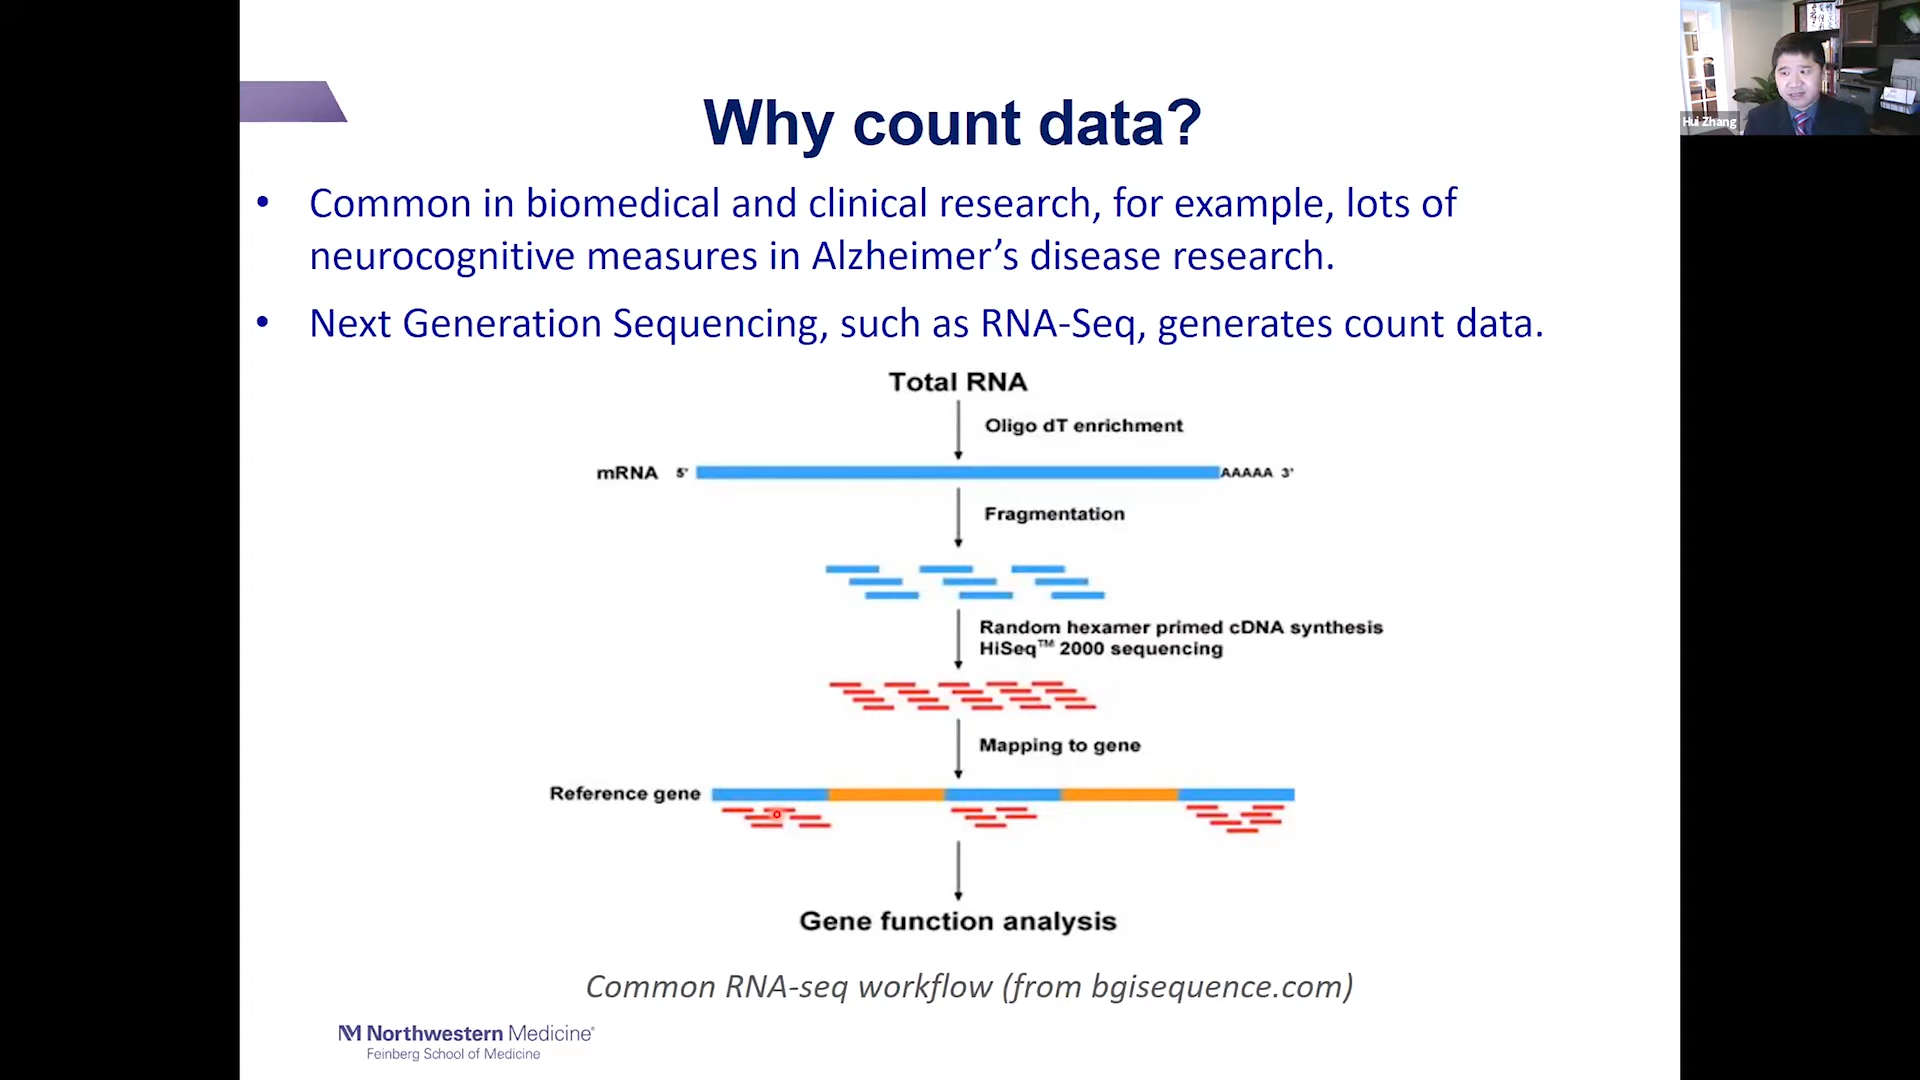 Why count data?
Hui Zhang
• Common in biomedical and clinical research, for example, lots of
neurocognitive measures in Alzheimer’s disease research.
• Next Generation Sequencing, such as RNA-Seq, generates count data.
Total RNA
Oligo dT enrichment
mRNA 5' AAAAA 3'
Fragmentation
Random hexamer primed cDNA synthesis
HiSeq™ 2000 sequencing
Mapping to gene
Reference gene
Gene function analysis
Common RNA-seq workflow (from bgisequence.com)
NM Northwestern Medicine®
Feinberg School of Medicine